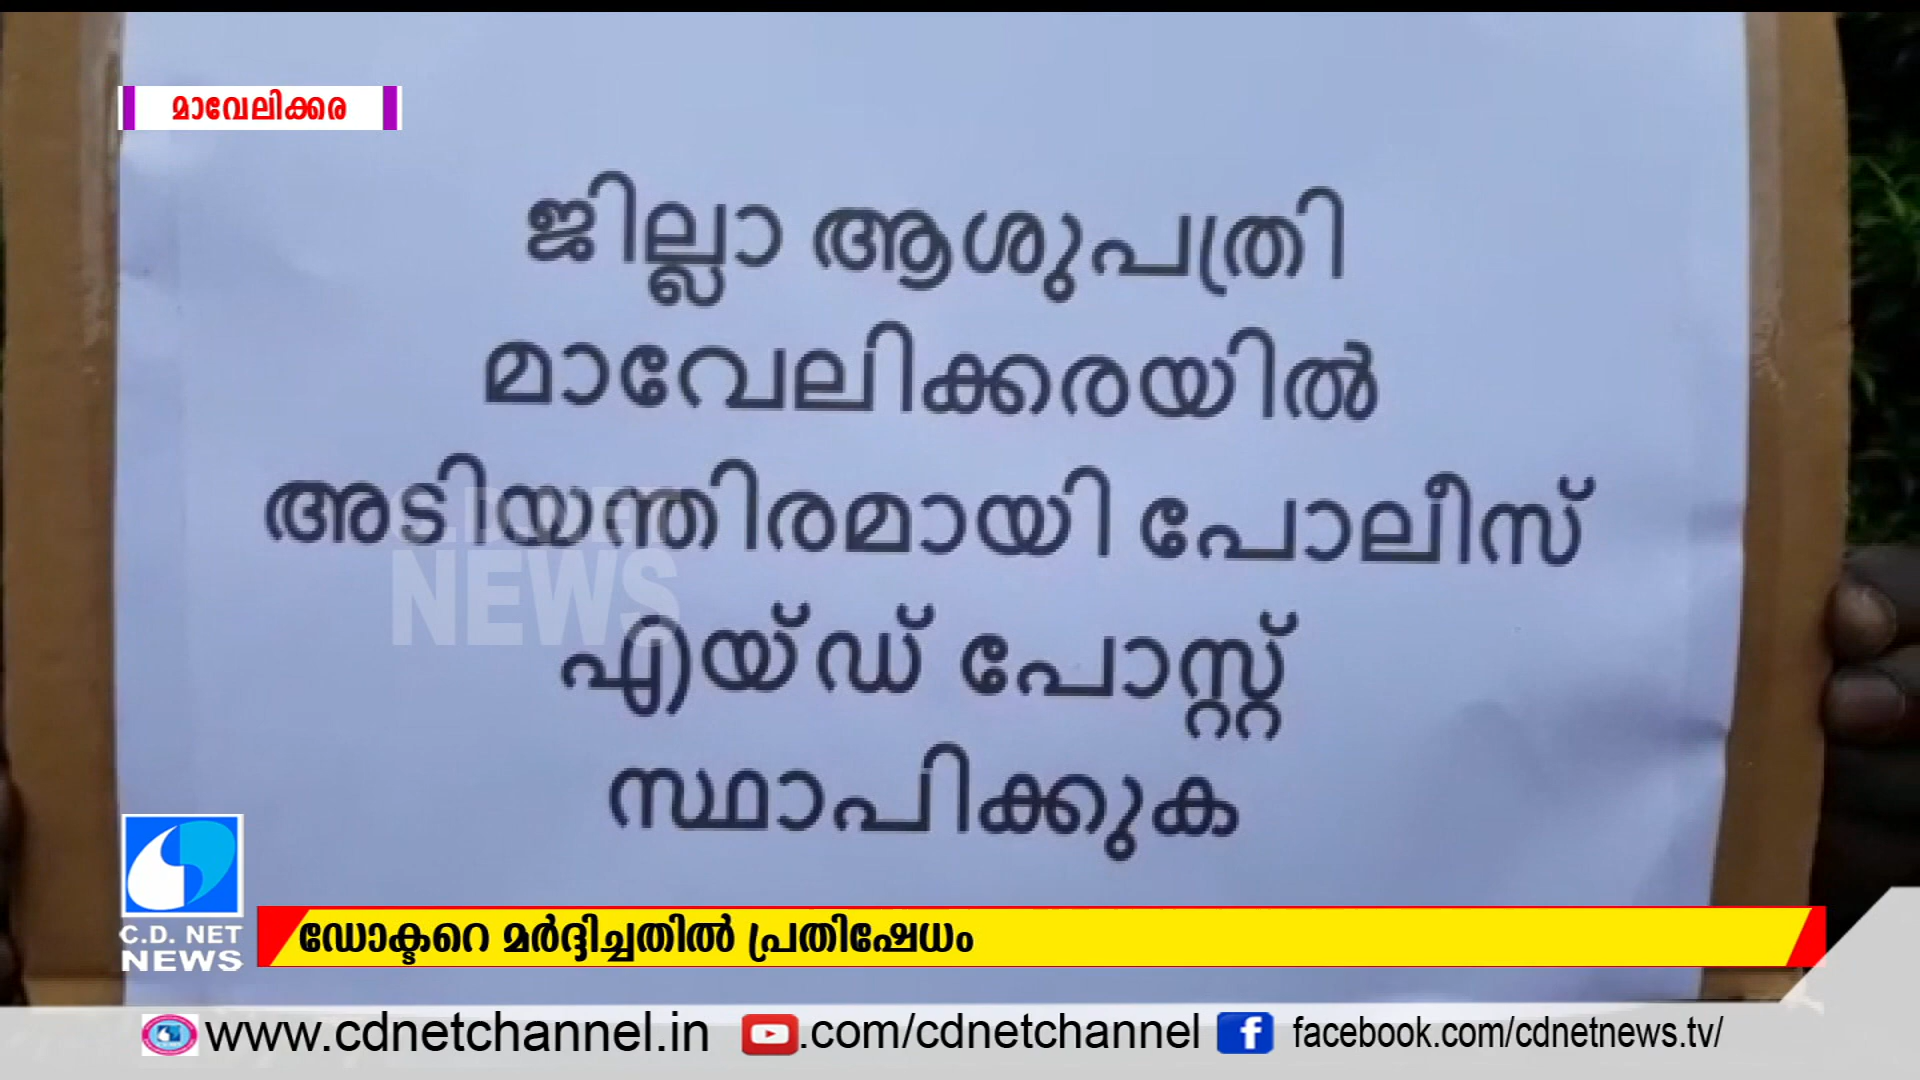 മാവേലിക്കര
ജില്ലാ ആശുപത്രി
മാവേലിക്കരയിൽ
അടിയന്തിരമായി പോലീസ്
എയ്ഡ് പോസ്റ്റ്
സ്ഥാപിക്കുക
NEWS
C.D. NET
NEWS
ഡോക്ടറെ മർദ്ദിച്ചതിൽ പ്രതിഷേധം
www.cdnetchannel.in .com/cdnetchannel facebook.com/cdnetnews.tv/